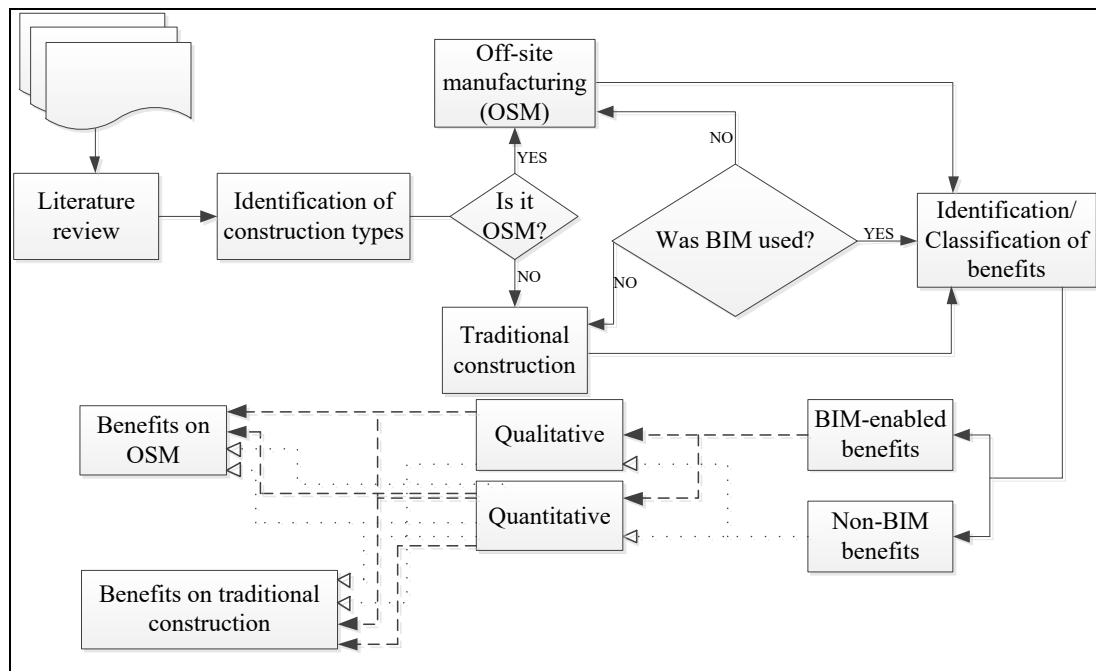 Literature
review
Identification of
construction types
Is it
OSM?
YES
NO
Off-site
manufacturing
(OSM)
Traditional
construction
Was BIM used?
NO
NO
YES
Identification/
Classification of
benefits
BIM-enabled
benefits
Non-BIM
benefits
Qualitative
Quantitative
Benefits on
OSM
Benefits on traditional
construction